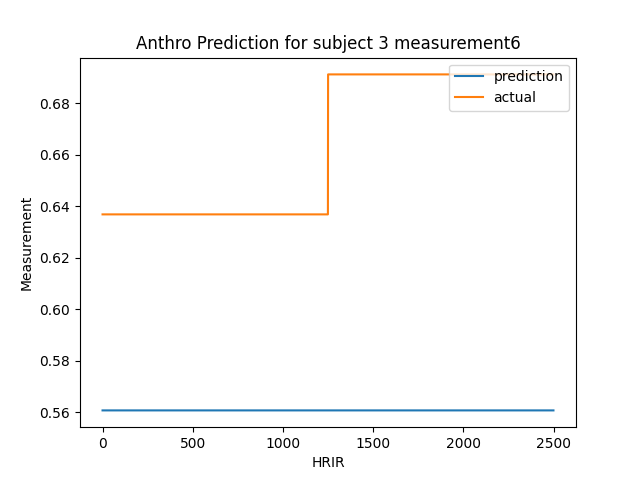 Anthro Prediction for subject 3 measurement6
prediction
actual
Measurement
0.68
0.66
0.64
0.62
0.60
0.58
0.56
0
500
1000
1500
2000
2500
HRIR